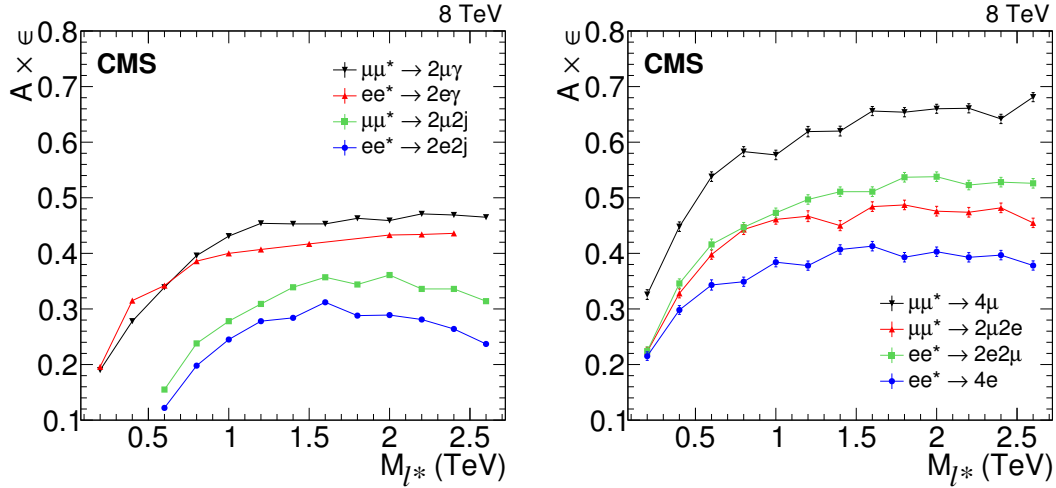 8 TeV
A × ϵ
0.8
0.7
0.6
0.5
0.4
0.3
0.2
0.1
CMS
μμ* → 2μγ
ee* → 2eγ
μμ* → 2μ2j
ee* → 2e2j
0.5 1 1.5 2 2.5
M_l* (TeV)
8 TeV
A × ϵ
0.8
0.7
0.6
0.5
0.4
0.3
0.2
0.1
CMS
μμ* → 4μ
μμ* → 2μ2e
ee* → 2e2μ
ee* → 4e
0.5 1 1.5 2 2.5
M_l* (TeV)